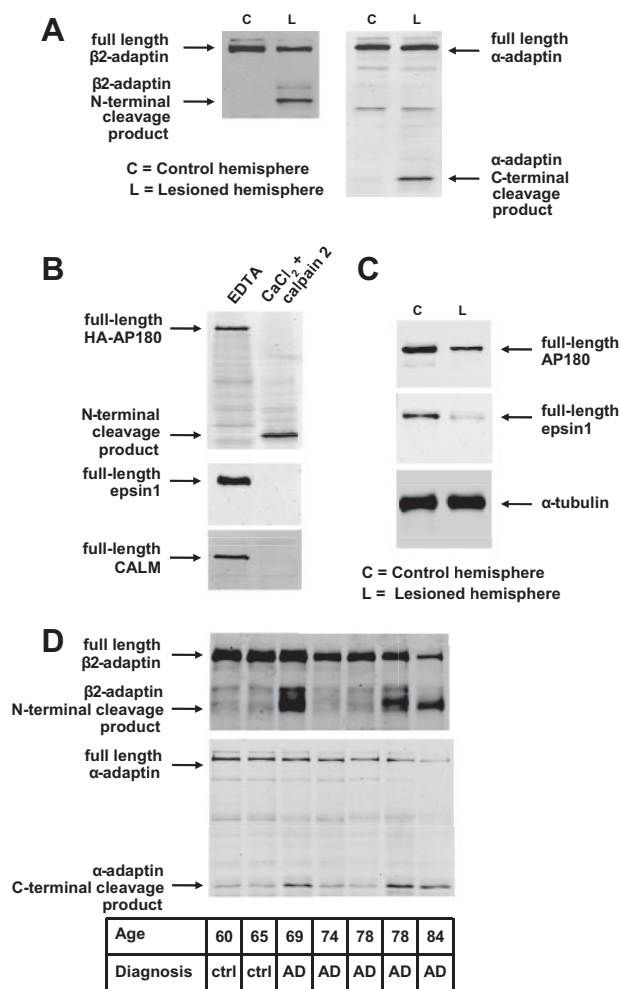 A
C L
full length
β2-adaptin
β2-adaptin
N-terminal
cleavage
product
C = Control hemisphere
L = Lesioned hemisphere
C L
full length
α-adaptin
α-adaptin
C-terminal
cleavage
product
B
EDTA
CaCl2 +
calpain 2
full-length
HA-AP180
N-terminal
cleavage
product
full-length
epsin1
full-length
CALM
C
C L
full-length
AP180
full-length
epsin1
α-tubulin
C = Control hemisphere
L = Lesioned hemisphere
D
full length
β2-adaptin
β2-adaptin
N-terminal cleavage
product
full length
α-adaptin
α-adaptin
C-terminal cleavage
product
Age 60 65 69 74 78 78 84
Diagnosis ctrl ctrl AD AD AD AD AD